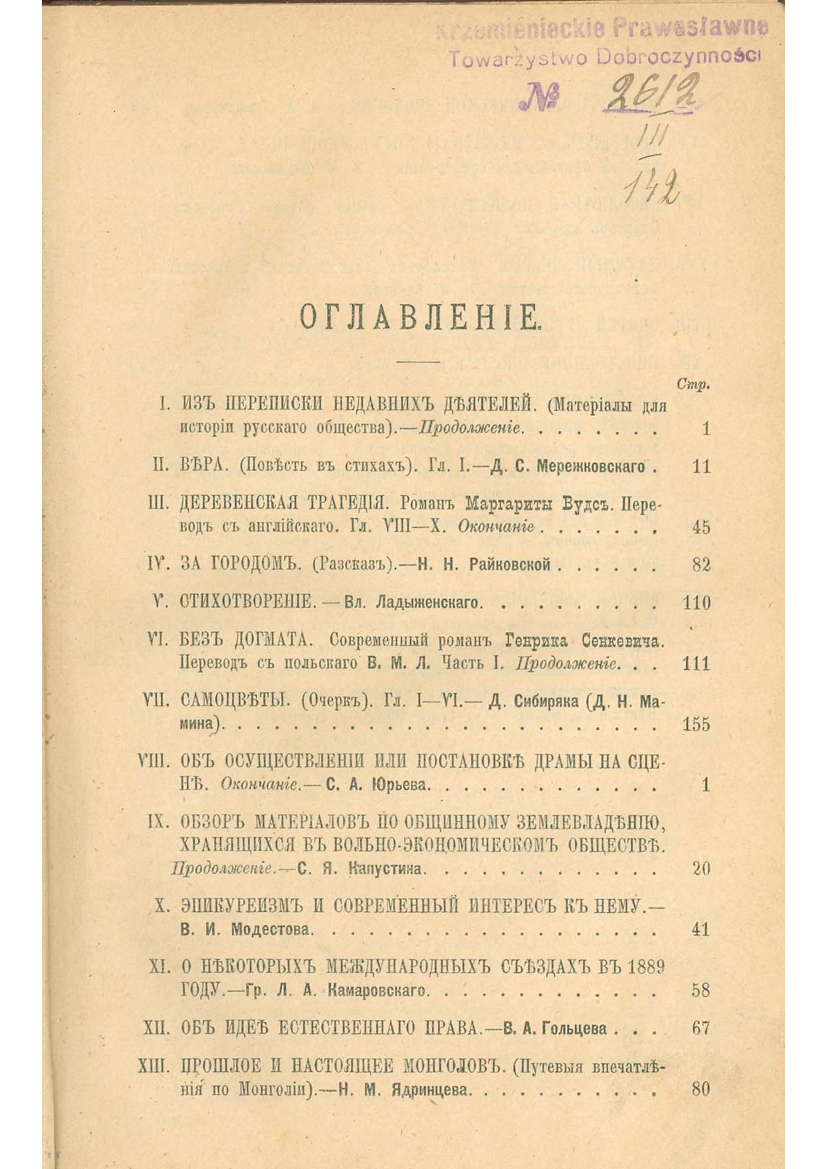 Krzemienieckie Prawosławne
Towarzystwo Dobroczynności
№ 2612
III
142
ОГЛАВЛЕНІЕ.
Стр.
I. ИЗЪ ПЕРЕПИСКИ НЕДАВНИХЪ ДѢЯТЕЛЕЙ. (Матеріалы для
исторіи русскаго общества).—Продолженіе. . . . . . . . 1
II. ВѢРА. (Повѣсть въ стихахъ). Гл. I.—Д. С. Мережковскаго . 11
III. ДЕРЕВЕНСКАЯ ТРАГЕДІЯ. Романъ Маргариты Вудсъ. Пере-
водъ съ англійскаго. Гл. VIII—X. Окончаніе . . . . . . . 45
IV. ЗА ГОРОДОМЪ. (Разсказъ).—Н. Н. Райковской . . . . . . 82
V. СТИХОТВОРЕНІЕ.—Вл. Ладыженскаго. . . . . . . . . . 110
VI. БЕЗЪ ДОГМАТА. Современный романъ Генрика Сенкевича.
Переводъ съ польскаго В. М. Л. Часть I. Продолженіе. . . 111
VII. САМОЦВѢТЫ. (Очеркъ). Гл. I—VI.— Д. Сибиряка (Д. Н. Ма-
мина). . . . . . . . . . . . . . . . . . . . . . . . . 155
VIII. ОБЪ ОСУЩЕСТВЛЕНІИ ИЛИ ПОСТАНОВКѢ ДРАМЫ НА СЦЕ-
НѢ. Окончаніе.—С. А. Юрьева. . . . . . . . . . . . . . 1
IX. ОБЗОРЪ МАТЕРІАЛОВЪ ПО ОБЩИННОМУ ЗЕМЛЕВЛАДѢНІЮ,
ХРАНЯЩИХСЯ ВЪ ВОЛЬНО-ЭКОНОМИЧЕСКОМЪ ОБЩЕСТВѢ.
Продолженіе.—С. Я. Капустина. . . . . . . . . . . . . . 20
X. ЭПИКУРЕИЗМЪ И СОВРЕМЕННЫЙ ИНТЕРЕСЪ КЪ НЕМУ.—
В. И. Модестова. . . . . . . . . . . . . . . . . . . . 41
XI. О НѢКОТОРЫХЪ МЕЖДУНАРОДНЫХЪ СЪѢЗДАХЪ ВЪ 1889
ГОДУ.—Гр. Л. А. Камаровскаго. . . . . . . . . . . . . . 58
XII. ОБЪ ИДЕѢ ЕСТЕСТВЕННАГО ПРАВА.—В. А. Гольцева . . . 67
XIII. ПРОШЛОЕ И НАСТОЯЩЕЕ МОНГОЛОВЪ. (Путевыя впечатлѣ-
нія по Монголіи).—Н. М. Ядринцева. . . . . . . . . . . . 80